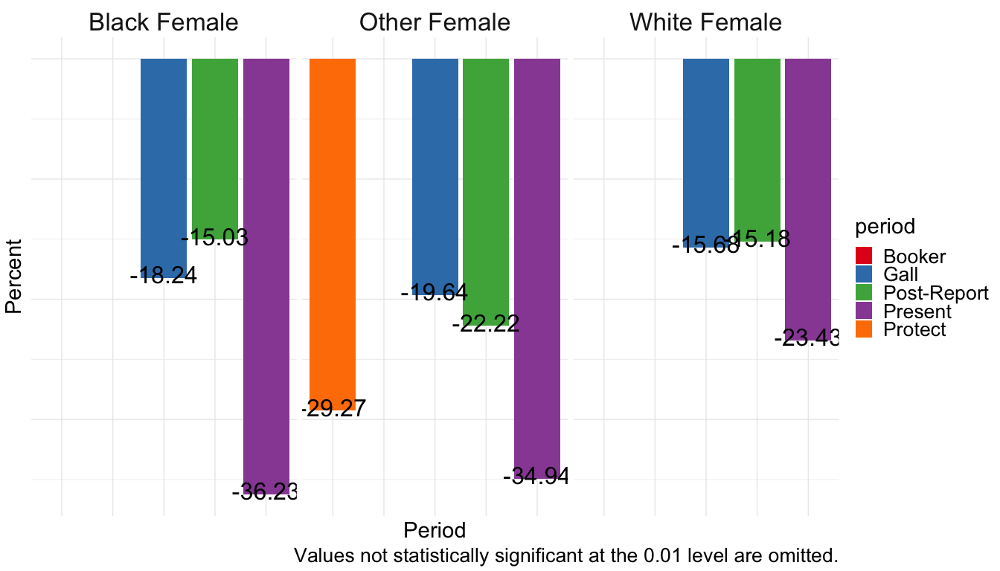 Black Female
Other Female
White Female
Percent
-18.24
-15.03
-36.23
-29.27
-19.64
-22.22
-34.94
-15.68
-15.18
-23.43
period
Booker
Gall
Post-Report
Present
Protect
Period
Values not statistically significant at the 0.01 level are omitted.